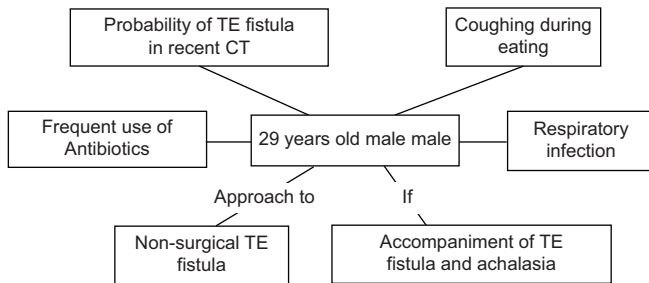 Probability of TE fistula
in recent CT
Coughing during
eating
Frequent use of
Antibiotics
29 years old male male
Respiratory
infection
Approach to
If
Non-surgical TE
fistula
Accompaniment of TE
fistula and achalasia